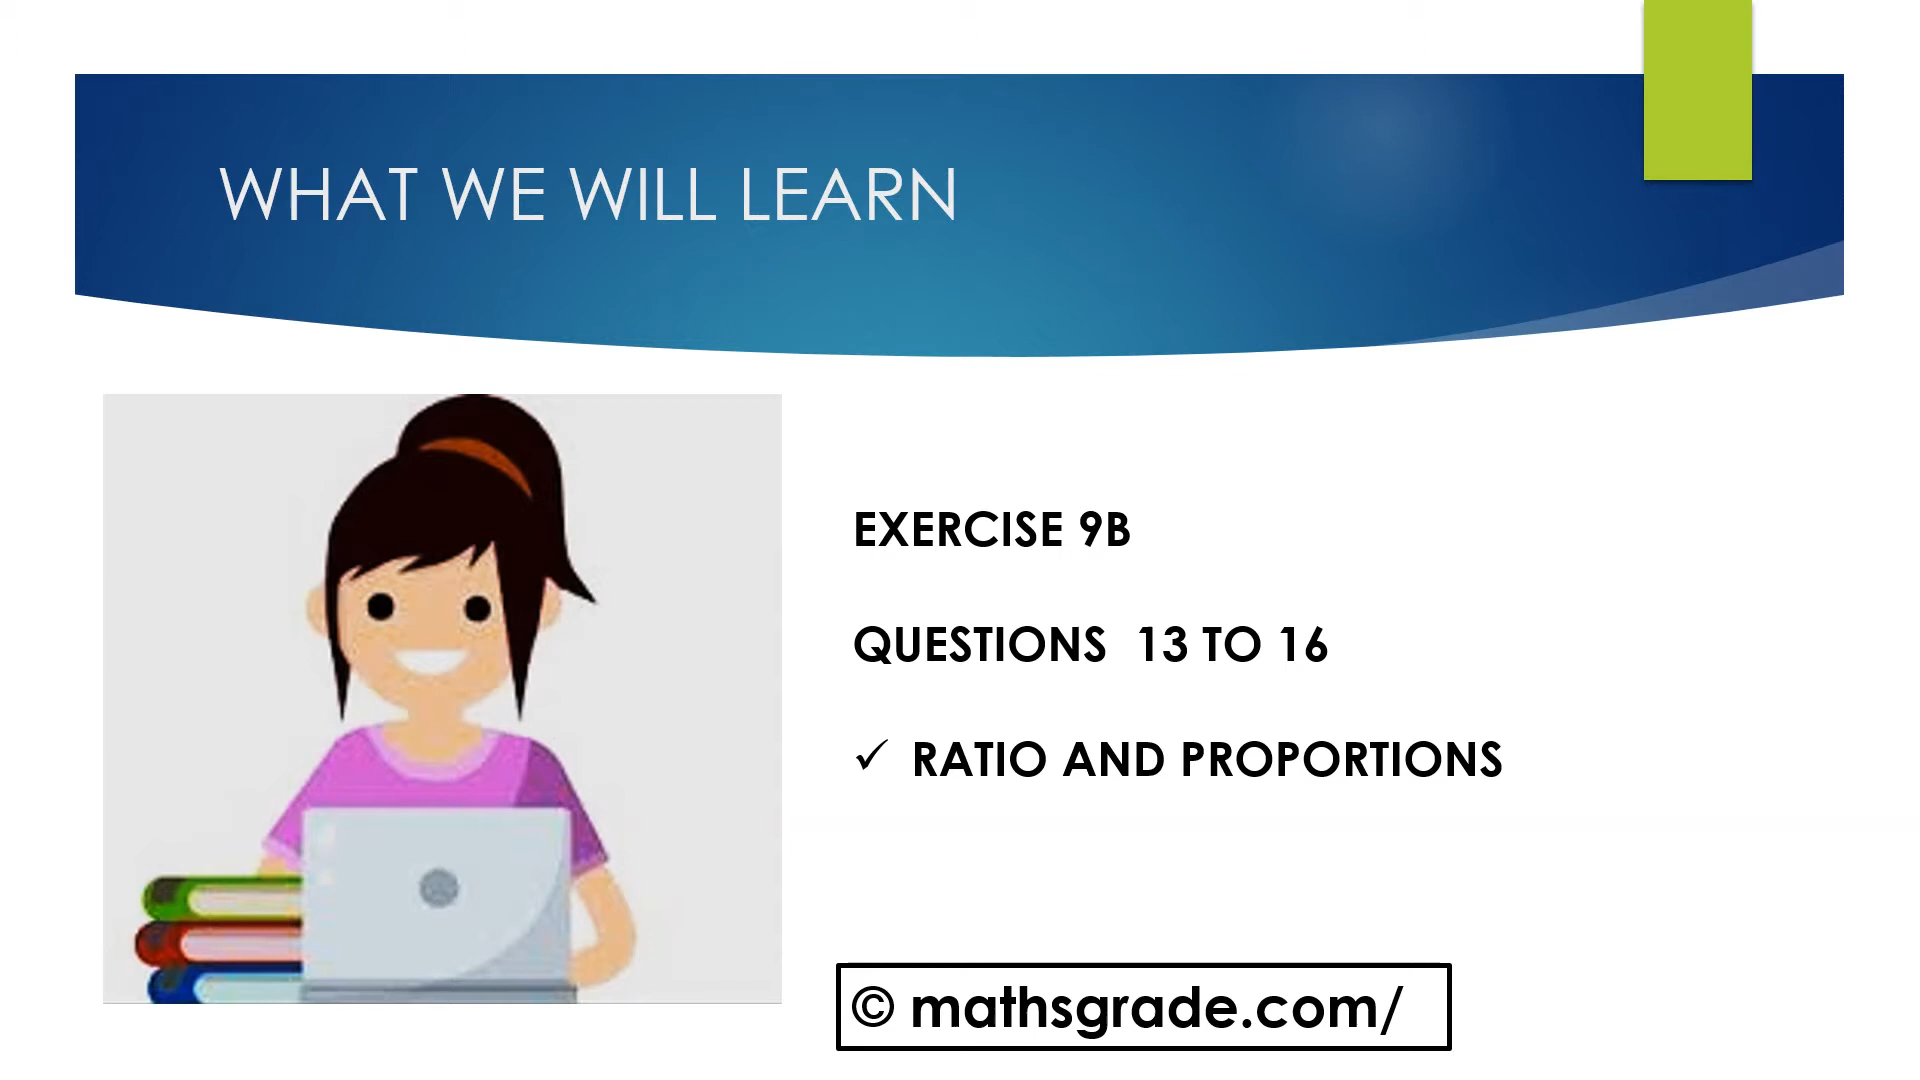 WHAT WE WILL LEARN
EXERCISE 9B
QUESTIONS  13 TO 16
✓ RATIO AND PROPORTIONS
© mathsgrade.com/